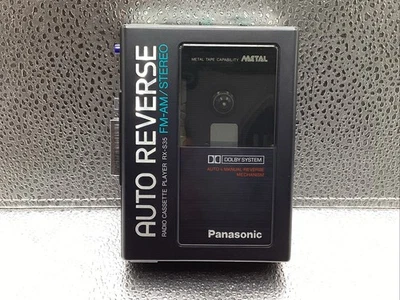 AUTO REVERSE
RADIO CASSETTE PLAYER RX-S35 FM-AM/STEREO
METAL TAPE CAPABILITY METAL
DOLBY SYSTEM
AUTO / MANUAL REVERSE
MECHANISM
Panasonic